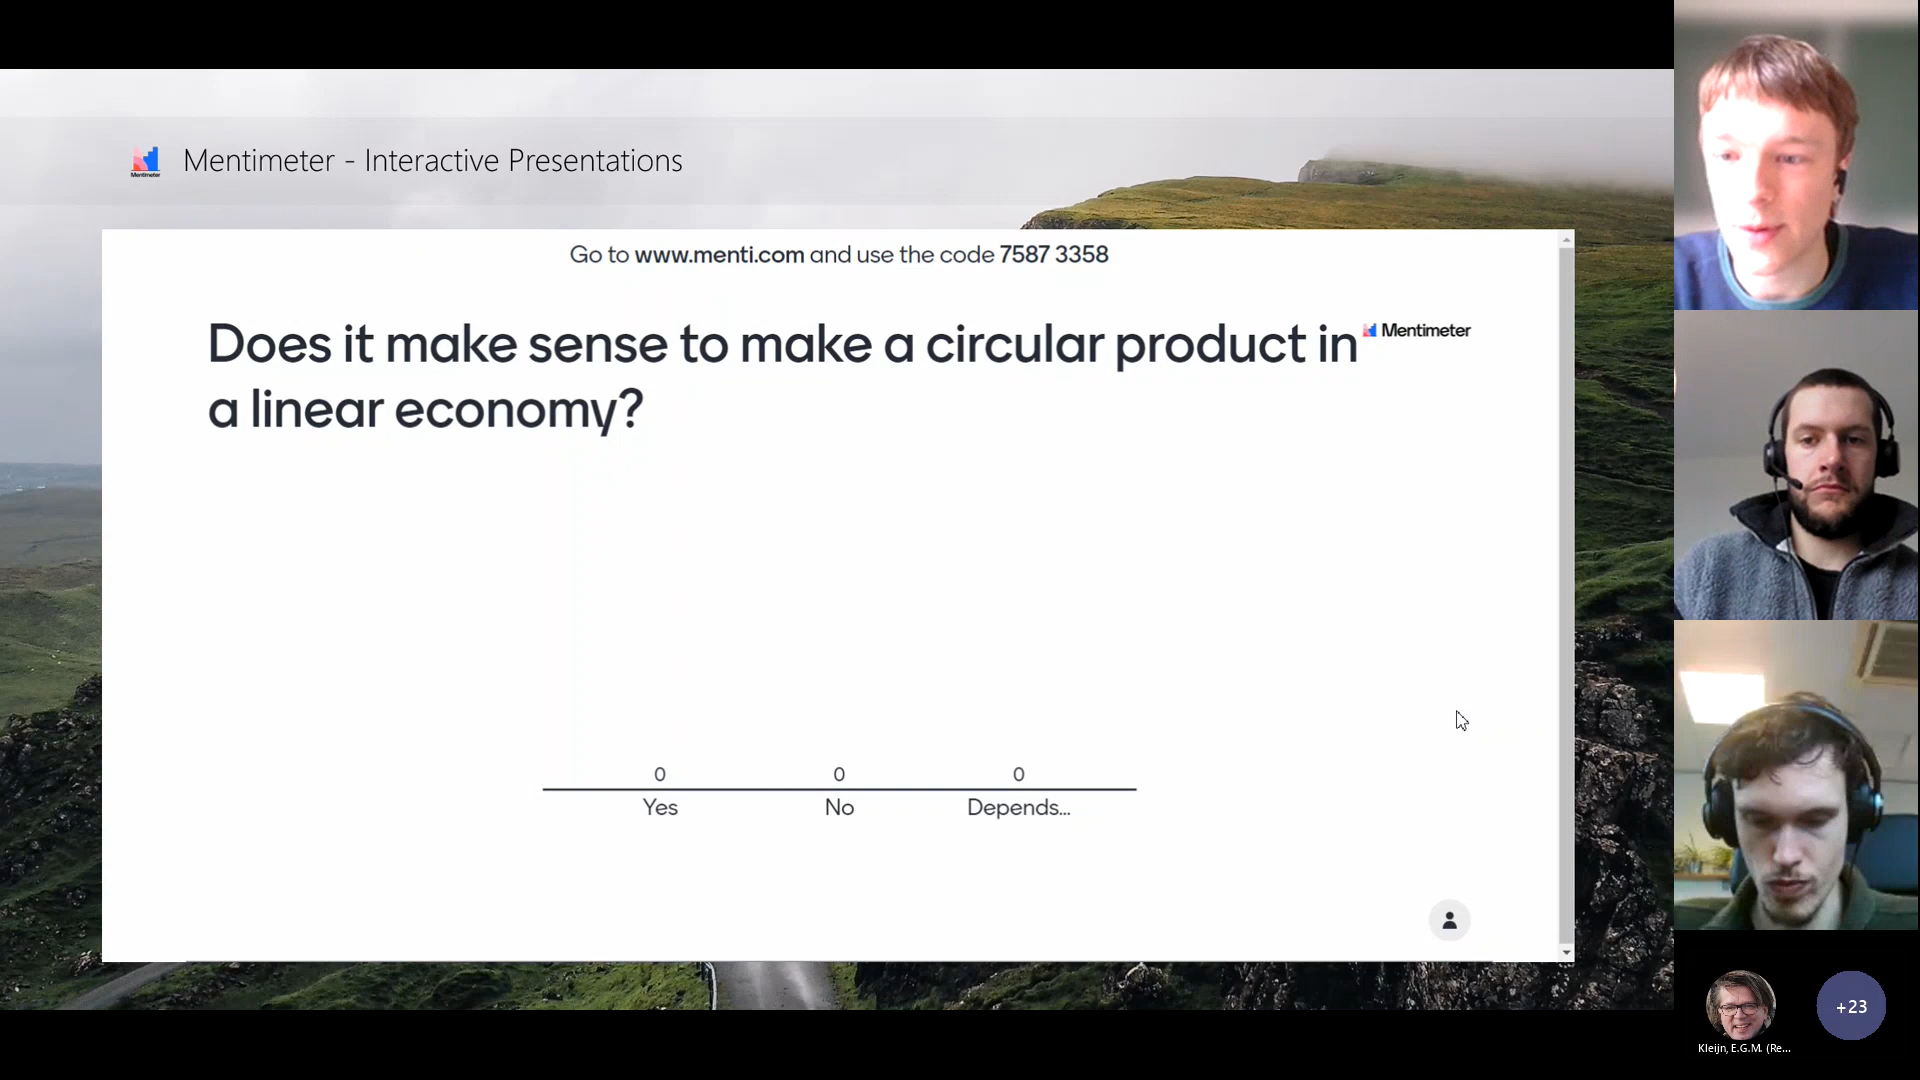 Mentimeter
Mentimeter - Interactive Presentations
Go to www.menti.com and use the code 7587 3358
Does it make sense to make a circular product in
a linear economy?
Mentimeter
0 0 0
Yes No Depends...
+23
Kleijn, E.G.M. (Re...